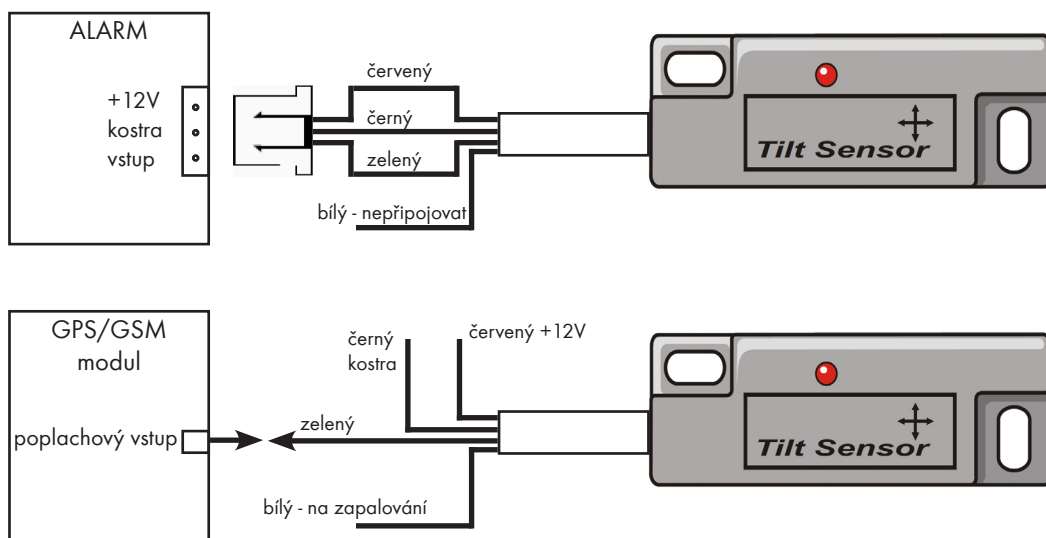 ALARM
+12V
kostra
vstup
červený
černý
zelený
bílý - nepřipojovat
Tilt Sensor
GPS/GSM
modul
poplachový vstup
černý
kostra
červený +12V
zelený
bílý - na zapalování
Tilt Sensor